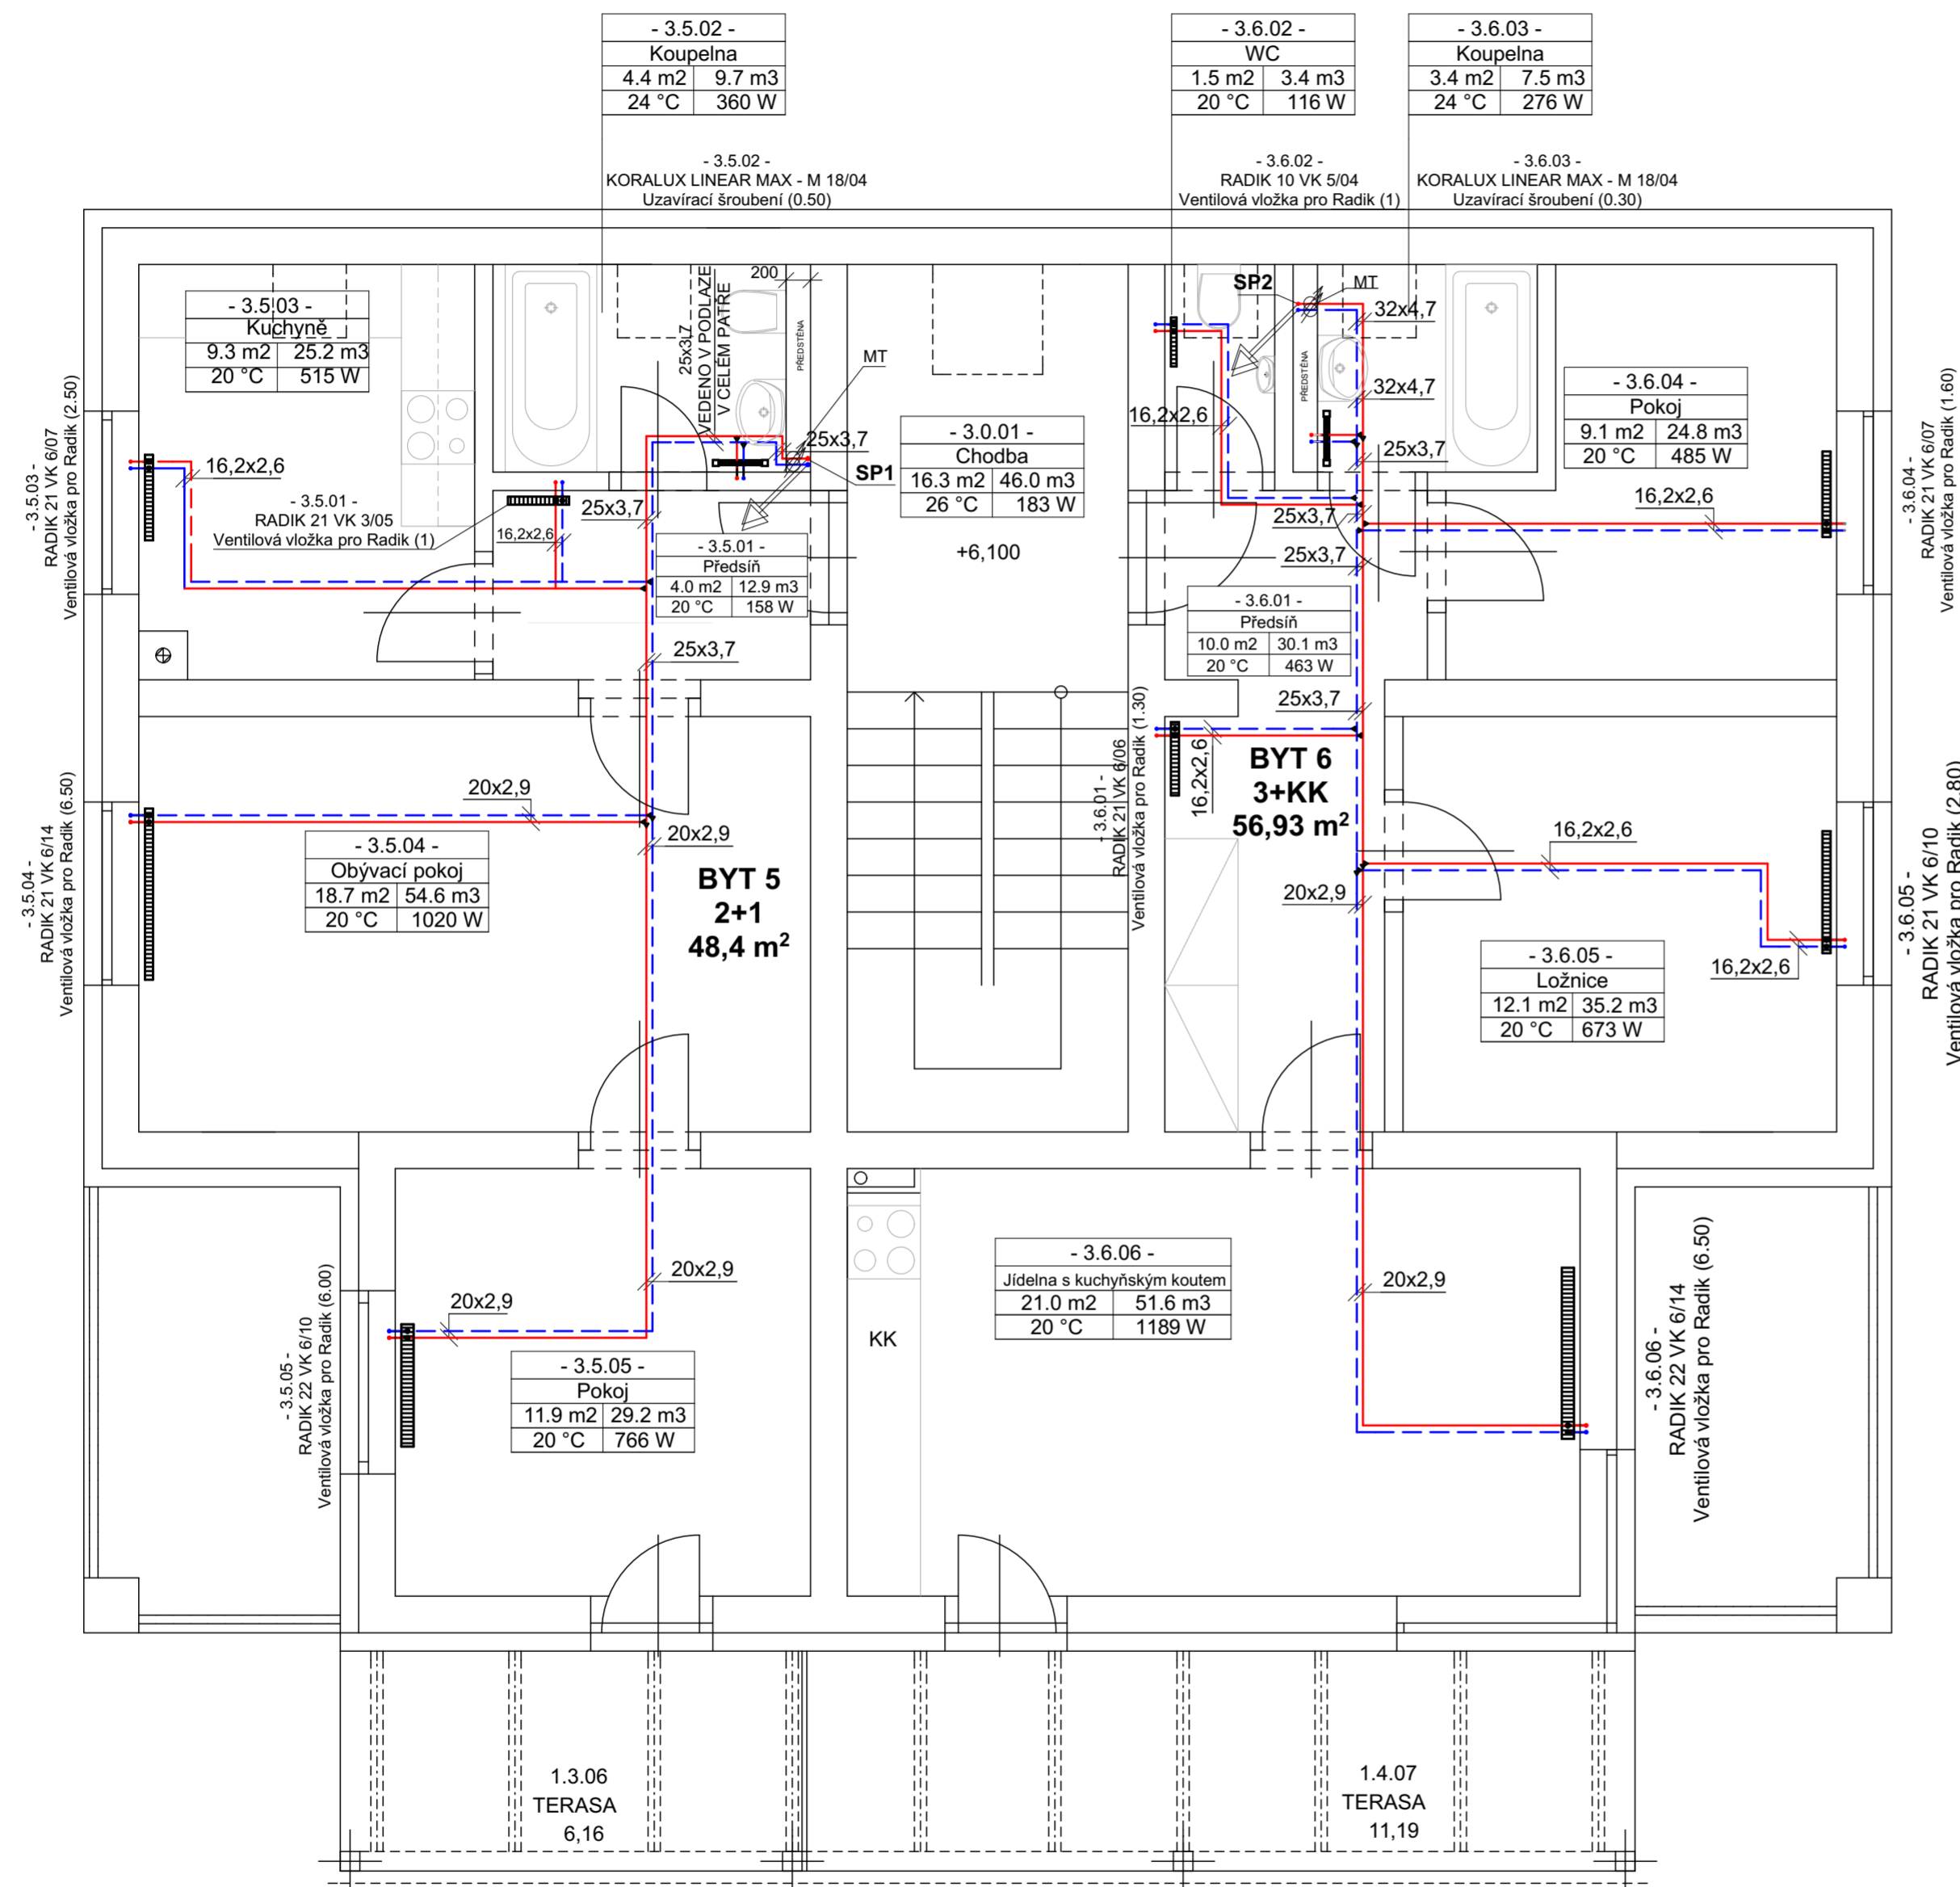 - 3.5.02 -
Koupelna
4.4 m2 9.7 m3
24 °C 360 W
- 3.6.02 -
WC
1.5 m2 3.4 m3
20 °C 116 W
- 3.6.03 -
Koupelna
3.4 m2 7.5 m3
24 °C 276 W
- 3.5.02 -
KORALUX LINEAR MAX - M 18/04
Uzavírací šroubení (0.50)
- 3.6.02 -
RADIK 10 VK 5/04
Ventilová vložka pro Radik (1)
- 3.6.03 -
KORALUX LINEAR MAX - M 18/04
Uzavírací šroubení (0.30)
- 3.5.03 -
Kuchyně
9.3 m2 25.2 m3
20 °C 515 W
25x3,7
VEDENO V PODLAZE
V CELÉM PATŘE
200
PŘEDSTĚNA
MT
25x3,7
SP1
SP2
MT
PŘEDSTĚNA
32x4,7
32x4,7
25x3,7
16,2x2,6
- 3.0.01 -
Chodba
16.3 m2 46.0 m3
26 °C 183 W
+6,100
- 3.6.04 -
Pokoj
9.1 m2 24.8 m3
20 °C 485 W
16,2x2,6
- 3.5.03 -
RADIK 21 VK 6/07
Ventilová vložka pro Radik (2.50)
16,2x2,6
- 3.5.01 -
RADIK 21 VK 3/05
Ventilová vložka pro Radik (1)
16,2x2,6
25x3,7
- 3.5.01 -
Předsíň
4.0 m2 12.9 m3
20 °C 158 W
25x3,7
25x3,7
25x3,7
- 3.6.01 -
Předsíň
10.0 m2 30.1 m3
20 °C 463 W
25x3,7
- 3.6.04 -
RADIK 21 VK 6/07
Ventilová vložka pro Radik (1.60)
- 3.5.04 -
RADIK 21 VK 6/14
Ventilová vložka pro Radik (6.50)
20x2,9
- 3.5.04 -
Obývací pokoj
18.7 m2 54.6 m3
20 °C 1020 W
20x2,9
BYT 5
2+1
48,4 m²
- 3.6.01 -
RADIK 21 VK 6/06
Ventilová vložka pro Radik (1.30)
16,2x2,6
BYT 6
3+KK
56,93 m²
20x2,9
16,2x2,6
16,2x2,6
- 3.6.05 -
Ložnice
12.1 m2 35.2 m3
20 °C 673 W
- 3.6.05 -
RADIK 21 VK 6/10
Ventilová vložka pro Radik (2.80)
20x2,9
20x2,9
- 3.5.05 -
RADIK 22 VK 6/10
Ventilová vložka pro Radik (6.00)
- 3.5.05 -
Pokoj
11.9 m2 29.2 m3
20 °C 766 W
KK
- 3.6.06 -
Jídelna s kuchyňským koutem
21.0 m2 51.6 m3
20 °C 1189 W
20x2,9
- 3.6.06 -
RADIK 22 VK 6/14
Ventilová vložka pro Radik (6.50)
1.3.06
TERASA
6,16
1.4.07
TERASA
11,19